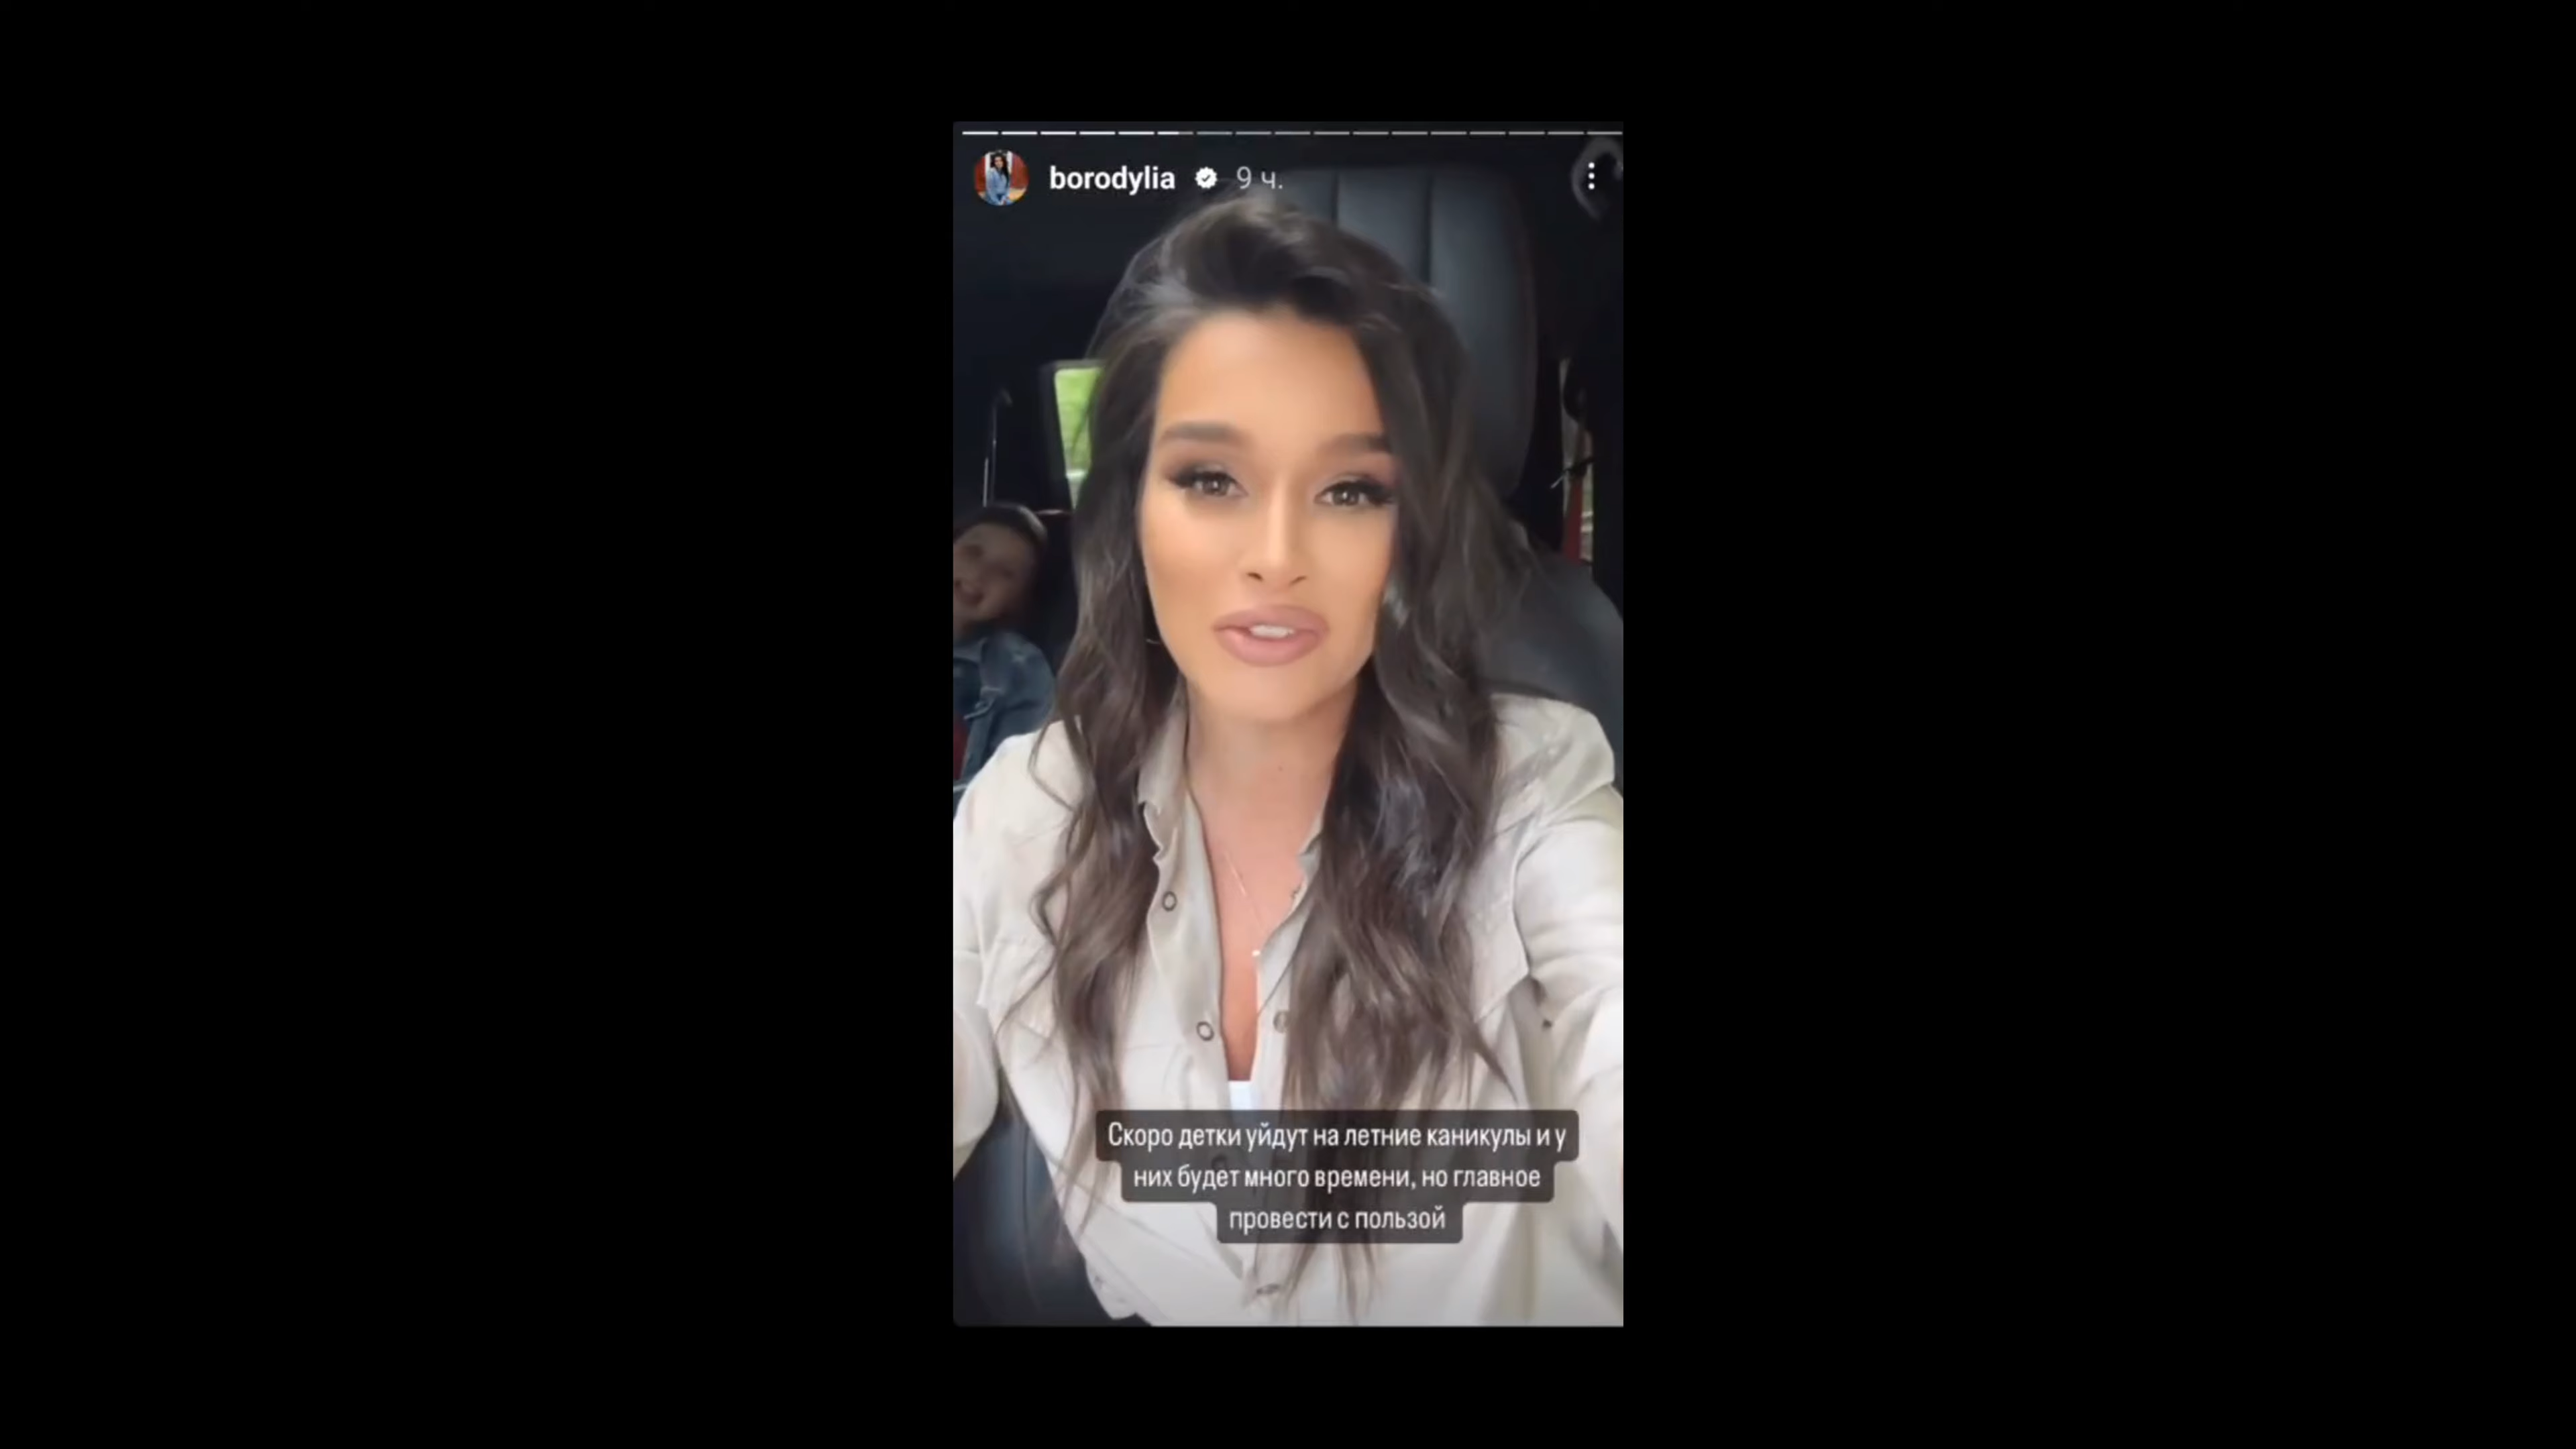 borodylia 9 ч.
Скоро детки уйдут на летние каникулы и у
них будет много времени, но главное
провести с пользой